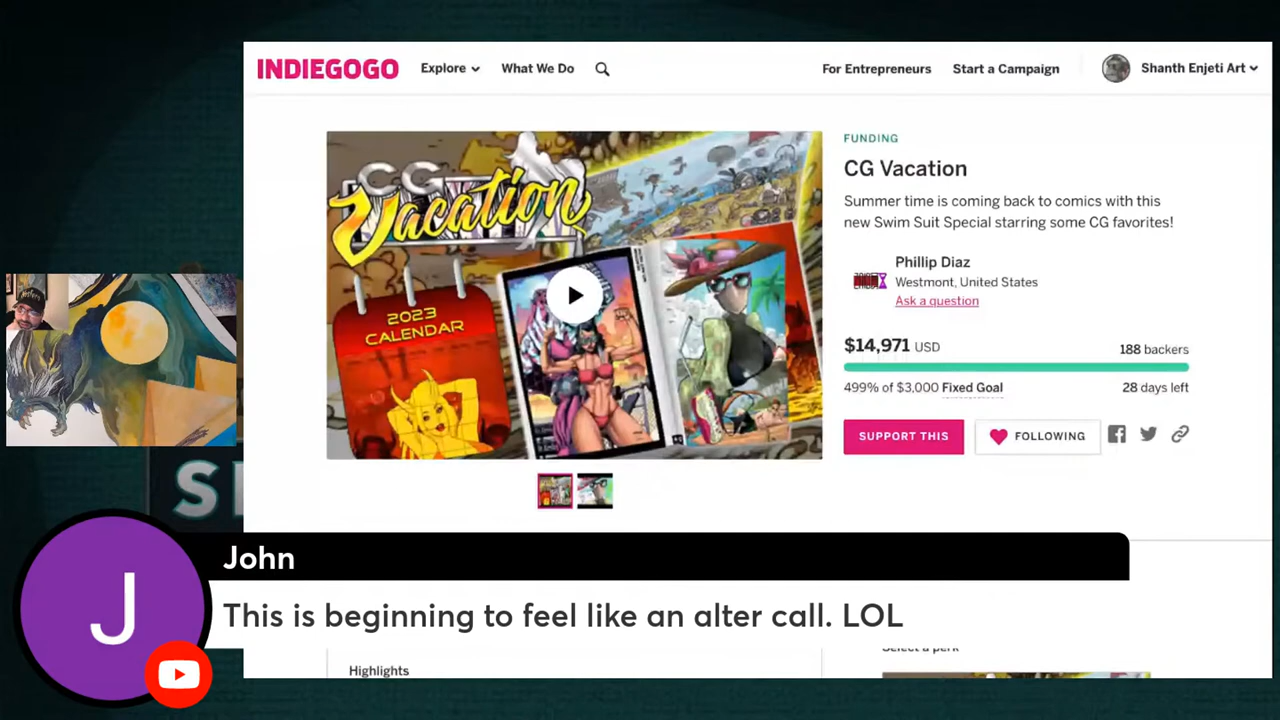 INDIEGOGO
Explore
What We Do
For Entrepreneurs
Start a Campaign
Shanth Enjeti Art
CG
Vacation
2023
CALENDAR
FUNDING
CG Vacation
Summer time is coming back to comics with this
new Swim Suit Special starring some CG favorites!
Phillip Diaz
Westmont, United States
Ask a question
$14,971 USD
188 backers
499% of $3,000 Fixed Goal
28 days left
SUPPORT THIS
FOLLOWING
S
J
John
This is beginning to feel like an alter call. LOL
Select a perk
Highlights